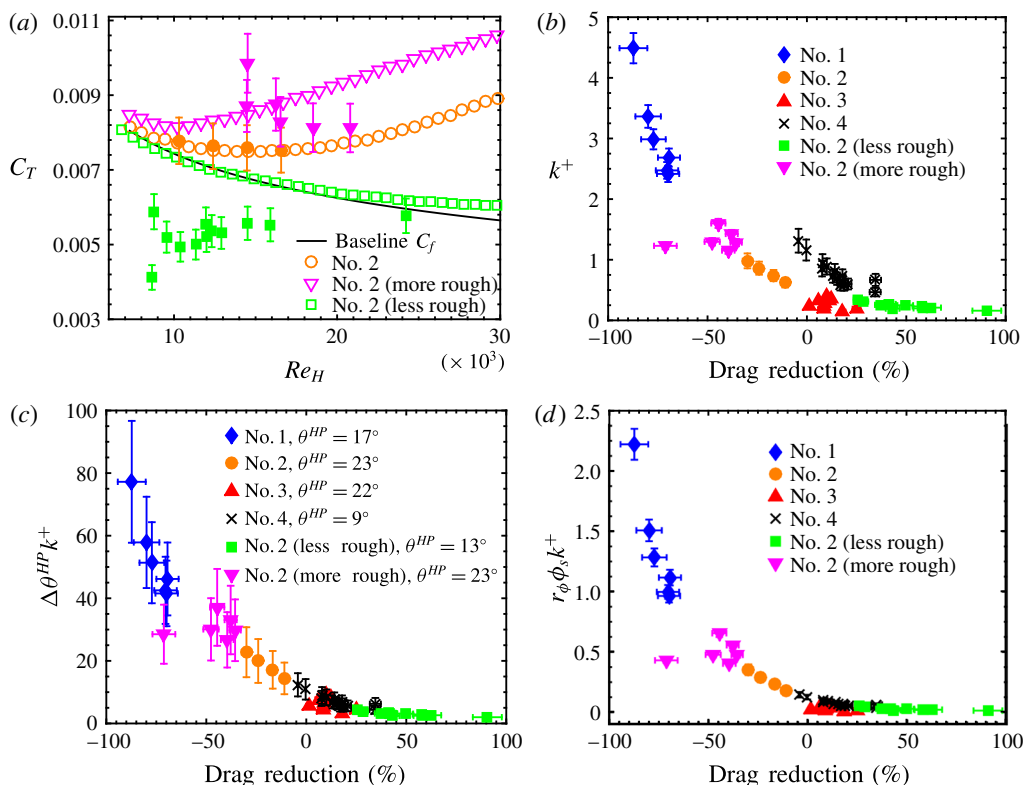 (a)
0.011
0.009
0.007
0.005
0.003
C_T
10
20
30
Re_H
(× 10³)
Baseline C_f
No. 2
No. 2 (more rough)
No. 2 (less rough)
(b)
5
4
3
2
1
0
k⁺
−100
−50
0
50
100
Drag reduction (%)
No. 1
No. 2
No. 3
No. 4
No. 2 (less rough)
No. 2 (more rough)
(c)
100
80
60
40
20
0
Δθ^{HP}k⁺
−100
−50
0
50
100
Drag reduction (%)
No. 1, θ^{HP} = 17°
No. 2, θ^{HP} = 23°
No. 3, θ^{HP} = 22°
No. 4, θ^{HP} = 9°
No. 2 (less rough), θ^{HP} = 13°
No. 2 (more rough), θ^{HP} = 23°
(d)
2.5
2.0
1.5
1.0
0.5
0
r_ϕϕ_sk⁺
−100
−50
0
50
100
Drag reduction (%)
No. 1
No. 2
No. 3
No. 4
No. 2 (less rough)
No. 2 (more rough)